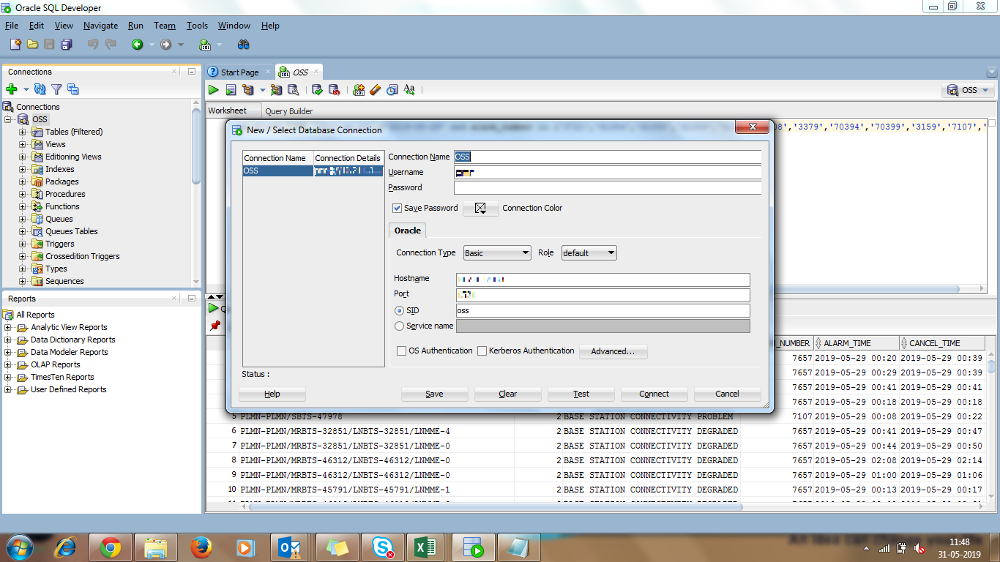 Oracle SQL Developer
File Edit View Navigate Run Team Tools Window Help
Connections
Start Page
OSS
OSS
Connections
OSS
Tables (Filtered)
Views
Editioning Views
Indexes
Packages
Procedures
Functions
Queues
Queues Tables
Triggers
Crossedition Triggers
Types
Sequences
Reports
All Reports
Analytic View Reports
Data Dictionary Reports
Data Modeler Reports
OLAP Reports
TimesTen Reports
User Defined Reports
Worksheet Query Builder
'3379','70394','70399','3159','7107','
New / Select Database Connection
Connection Name Connection Details
OSS
Connection Name OSS
Username
Password
Save Password Connection Color
Oracle
Connection Type Basic Role default
Hostname
Port
SID oss
Service name
OS Authentication Kerberos Authentication Advanced...
Status :
Help Save Clear Test Connect Cancel
_NUMBER ALARM_TIME CANCEL_TIME
7657 2019-05-29 00:20 2019-05-29 00:39
7657 2019-05-29 00:29 2019-05-29 00:39
7657 2019-05-29 00:41 2019-05-29 00:41
7657 2019-05-29 00:18 2019-05-29 00:18
5 PLMN-PLMN/SBTS-47978 2 BASE STATION CONNECTIVITY PROBLEM 7107 2019-05-29 00:08 2019-05-29 00:22
6 PLMN-PLMN/MRBTS-32851/LNBTS-32851/LNMME-4 2 BASE STATION CONNECTIVITY DEGRADED 7657 2019-05-29 00:41 2019-05-29 00:47
7 PLMN-PLMN/MRBTS-32851/LNBTS-32851/LNMME-0 2 BASE STATION CONNECTIVITY DEGRADED 7657 2019-05-29 00:44 2019-05-29 00:50
8 PLMN-PLMN/MRBTS-46312/LNBTS-46312/LNMME-0 2 BASE STATION CONNECTIVITY DEGRADED 7657 2019-05-29 02:08 2019-05-29 02:14
9 PLMN-PLMN/MRBTS-46312/LNBTS-46312/LNMME-0 2 BASE STATION CONNECTIVITY DEGRADED 7657 2019-05-29 01:00 2019-05-29 01:06
10 PLMN-PLMN/MRBTS-45791/LNBTS-45791/LNMME-1 2 BASE STATION CONNECTIVITY DEGRADED 7657 2019-05-29 00:13 2019-05-29 00:17
11:48
31-05-2019